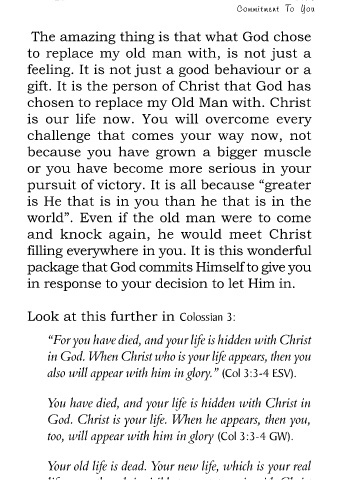 Commitment To You
The amazing thing is that what God chose
to replace my old man with, is not just a
feeling. It is not just a good behaviour or a
gift. It is the person of Christ that God has
chosen to replace my Old Man with. Christ
is our life now. You will overcome every
challenge that comes your way now, not
because you have grown a bigger muscle
or you have become more serious in your
pursuit of victory. It is all because “greater
is He that is in you than he that is in the
world”. Even if the old man were to come
and knock again, he would meet Christ
filling everywhere in you. It is this wonderful
package that God commits Himself to give you
in response to your decision to let Him in.
Look at this further in Colossian 3:
“For you have died, and your life is hidden with Christ
in God. When Christ who is your life appears, then you
also will appear with him in glory.” (Col 3:3-4 ESV).
You have died, and your life is hidden with Christ in
God. Christ is your life. When he appears, then you,
too, will appear with him in glory (Col 3:3-4 GW).
Your old life is dead. Your new life, which is your real